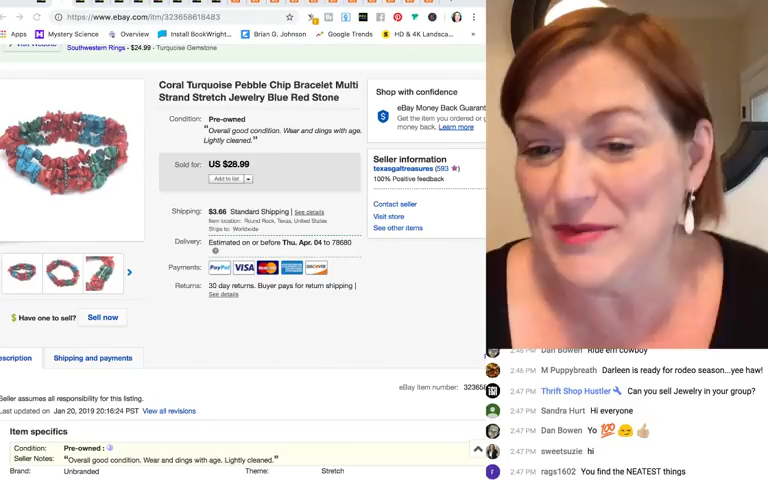 https://www.ebay.com/itm/323658618483
Apps Mystery Science Overview Install BookWright... Brian G. Johnson Google Trends HD & 4K Landsca...
Visit Website
Southwestern Rings - $24.99 - Turquoise Gemstone
Coral Turquoise Pebble Chip Bracelet Multi
Strand Stretch Jewelry Blue Red Stone
Condition: Pre-owned
"Overall good condition. Wear and dings with age.
Lightly cleaned."
Sold for: US $28.99
Add to list
Shipping: $3.66 Standard Shipping | See details
Item location: Round Rock, Texas, United States
Ships to: Worldwide
Delivery: Estimated on or before Thu. Apr. 04 to 78680
Payments: PayPal VISA MasterCard DISCOVER
Returns: 30 day returns. Buyer pays for return shipping |
See details
Shop with confidence
eBay Money Back Guarant
Get the item you ordered or g
money back. Learn more
Seller information
texasgaltreasures (593 )
100% Positive feedback
Contact seller
Visit store
See other items
$ Have one to sell? Sell now
escription Shipping and payments
eBay item number: 32365
Seller assumes all responsibility for this listing.
Last updated on Jan 20, 2019 20:16:24 PST View all revisions
Item specifics
Condition: Pre-owned :
Seller Notes: "Overall good condition. Wear and dings with age. Lightly cleaned."
Brand: Unbranded Theme: Stretch
2:46 PM Dan Bowen Ride em cowboy
2:46 PM M Puppybreath Darleen is ready for rodeo season...yee haw!
2:47 PM Thrift Shop Hustler Can you sell Jewelry in your group?
2:47 PM Sandra Hurt Hi everyone
2:47 PM Dan Bowen Yo 💯😏👍🏼
2:47 PM sweetsuzie hi
2:47 PM rags1602 You find the NEATEST things